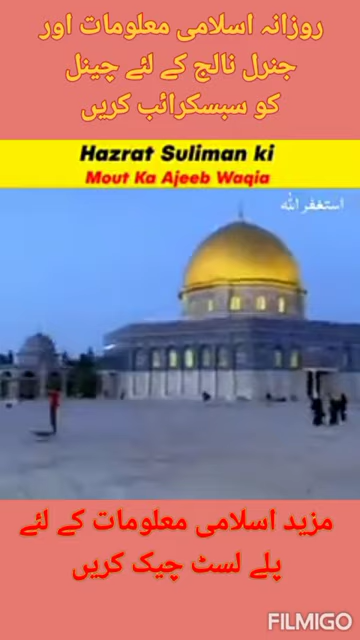 روزانہ اسلامی معلومات اور
جنرل نالج کے لئے چینل
کو سبسکرائب کریں
Hazrat Suliman ki
Mout Ka Ajeeb Waqia
استغفر اللہ
مزید اسلامی معلومات کے لئے
پلے لسٹ چیک کریں
FILMIGO